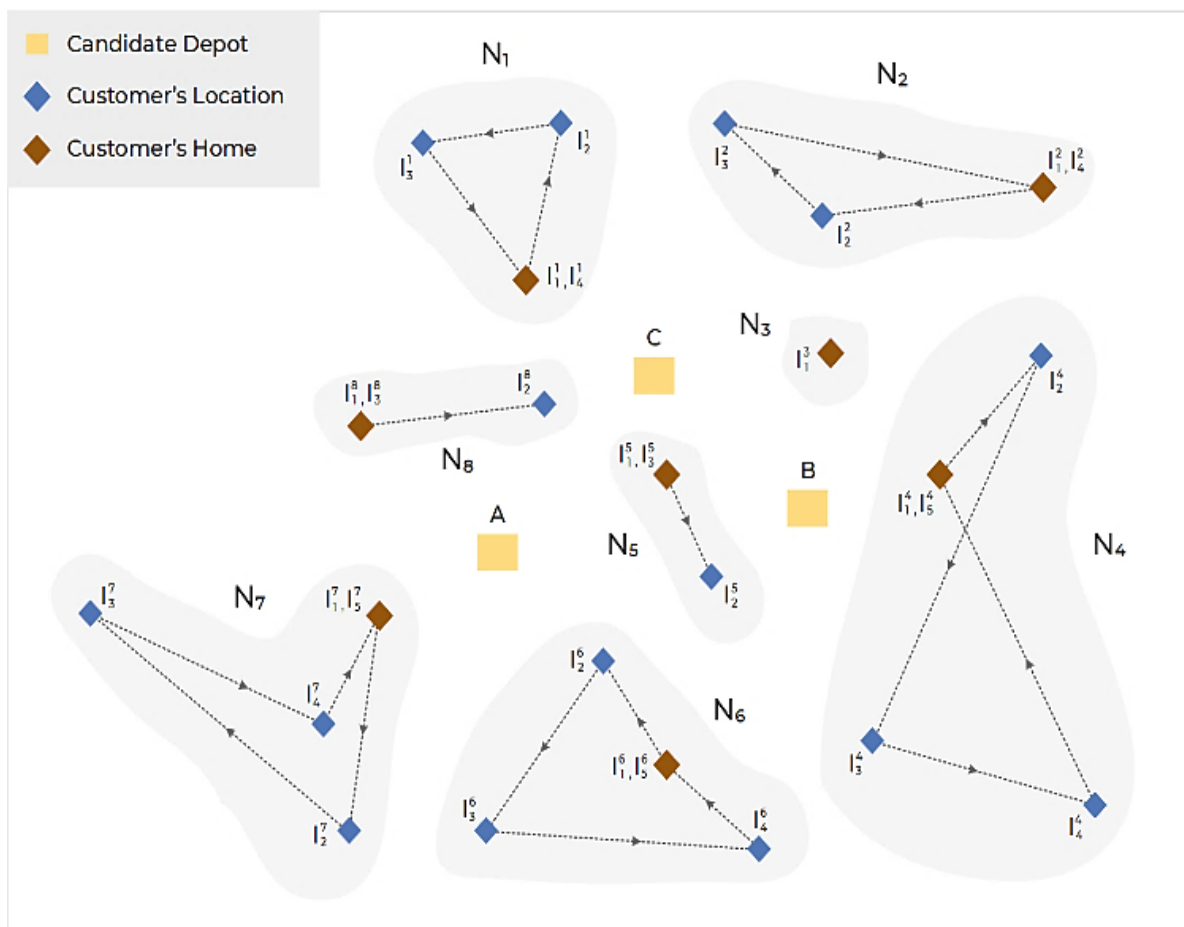 Candidate Depot
Customer's Location
Customer's Home
N₁
N₂
I₃¹
I₂¹
I₁¹, I₄¹
I₃²
I₁², I₄²
I₂²
N₃
I₁³
C
I₁⁸, I₃⁸
I₂⁸
N₈
I₂⁴
I₁⁴, I₅⁴
N₄
I₁⁵, I₃⁵
B
A
N₅
I₂⁵
I₃⁷
N₇
I₁⁷, I₅⁷
I₄⁷
I₂⁷
I₂⁶
N₆
I₁⁶, I₅⁶
I₃⁶
I₄⁶
I₃⁴
I₄⁴